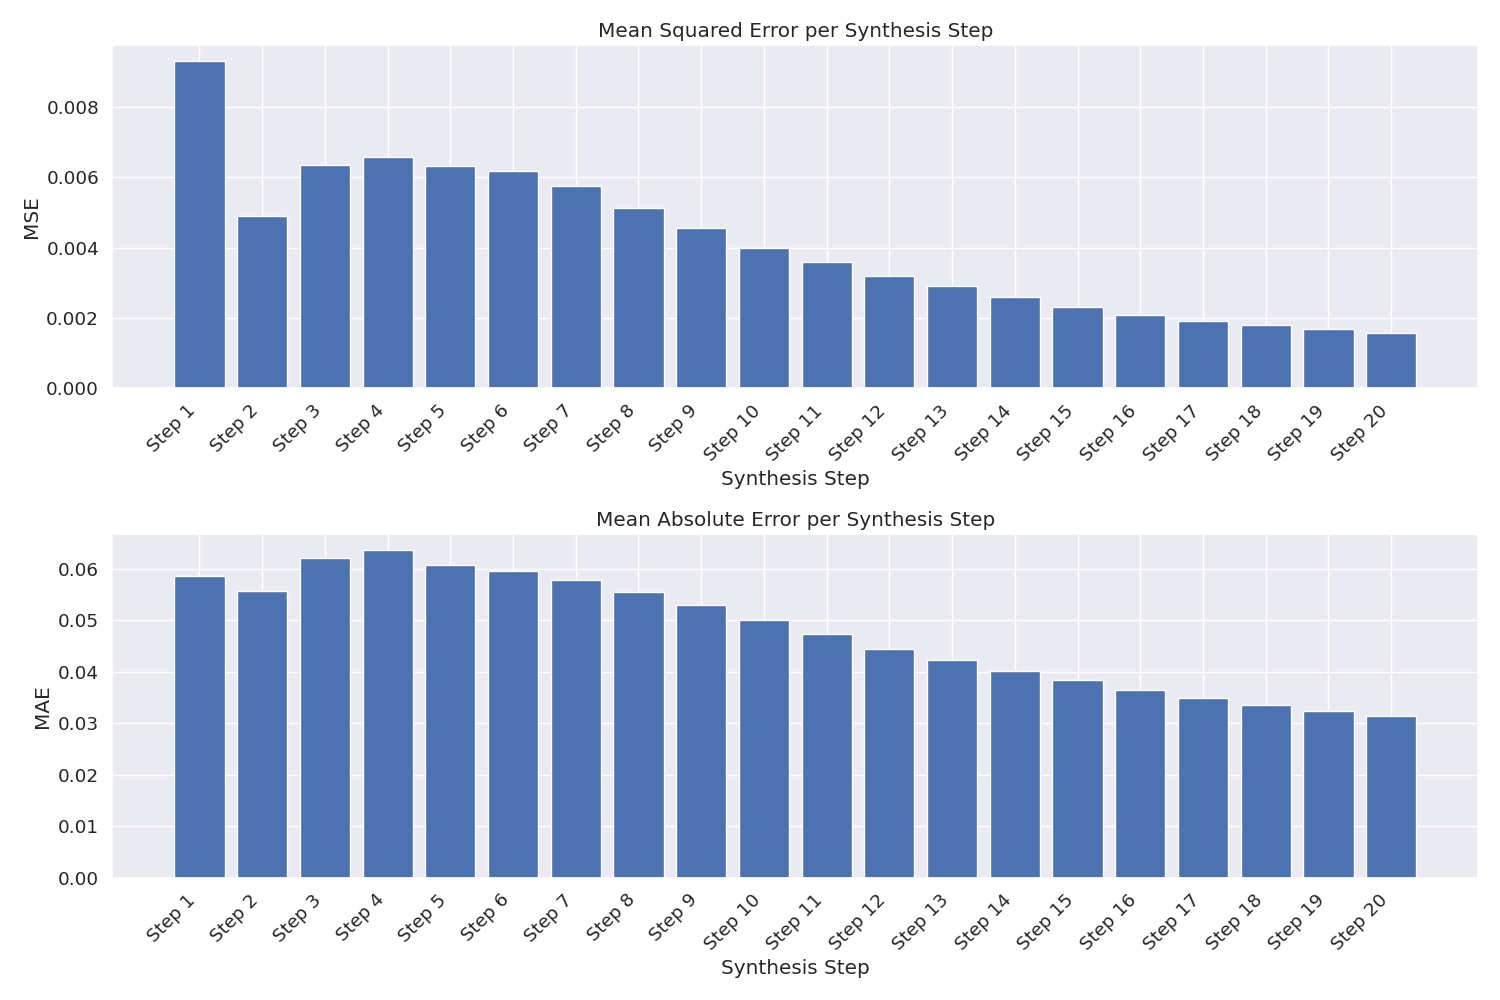 Mean Squared Error per Synthesis Step
MSE
0.008
0.006
0.004
0.002
0.000
Step 1
Step 2
Step 3
Step 4
Step 5
Step 6
Step 7
Step 8
Step 9
Step 10
Step 11
Step 12
Step 13
Step 14
Step 15
Step 16
Step 17
Step 18
Step 19
Step 20
Synthesis Step
Mean Absolute Error per Synthesis Step
MAE
0.06
0.05
0.04
0.03
0.02
0.01
0.00
Step 1
Step 2
Step 3
Step 4
Step 5
Step 6
Step 7
Step 8
Step 9
Step 10
Step 11
Step 12
Step 13
Step 14
Step 15
Step 16
Step 17
Step 18
Step 19
Step 20
Synthesis Step